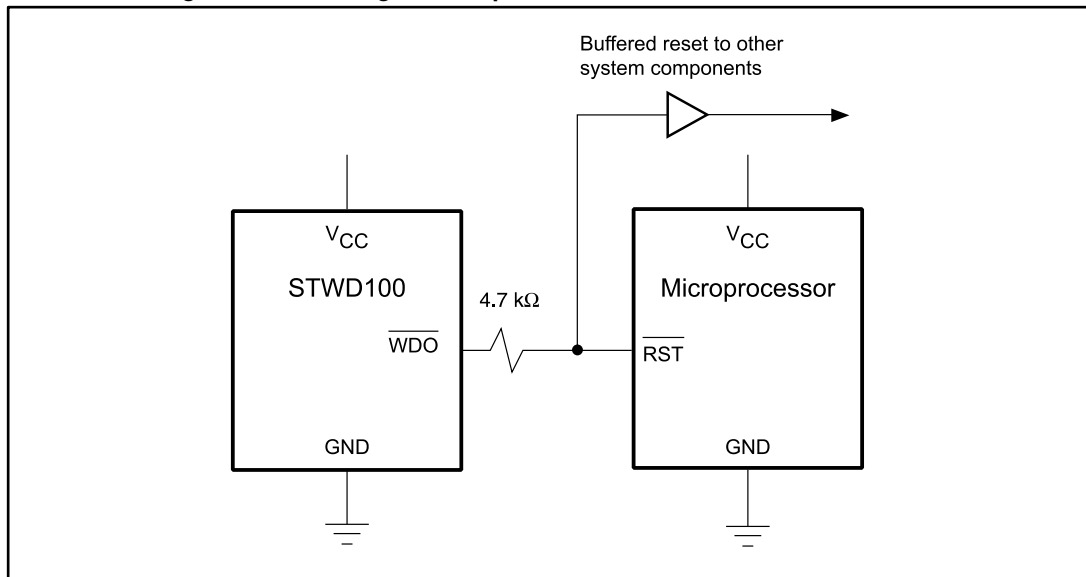 Buffered reset to other
system components
VCC
STWD100
WDO
GND
4.7 kΩ
VCC
Microprocessor
RST
GND